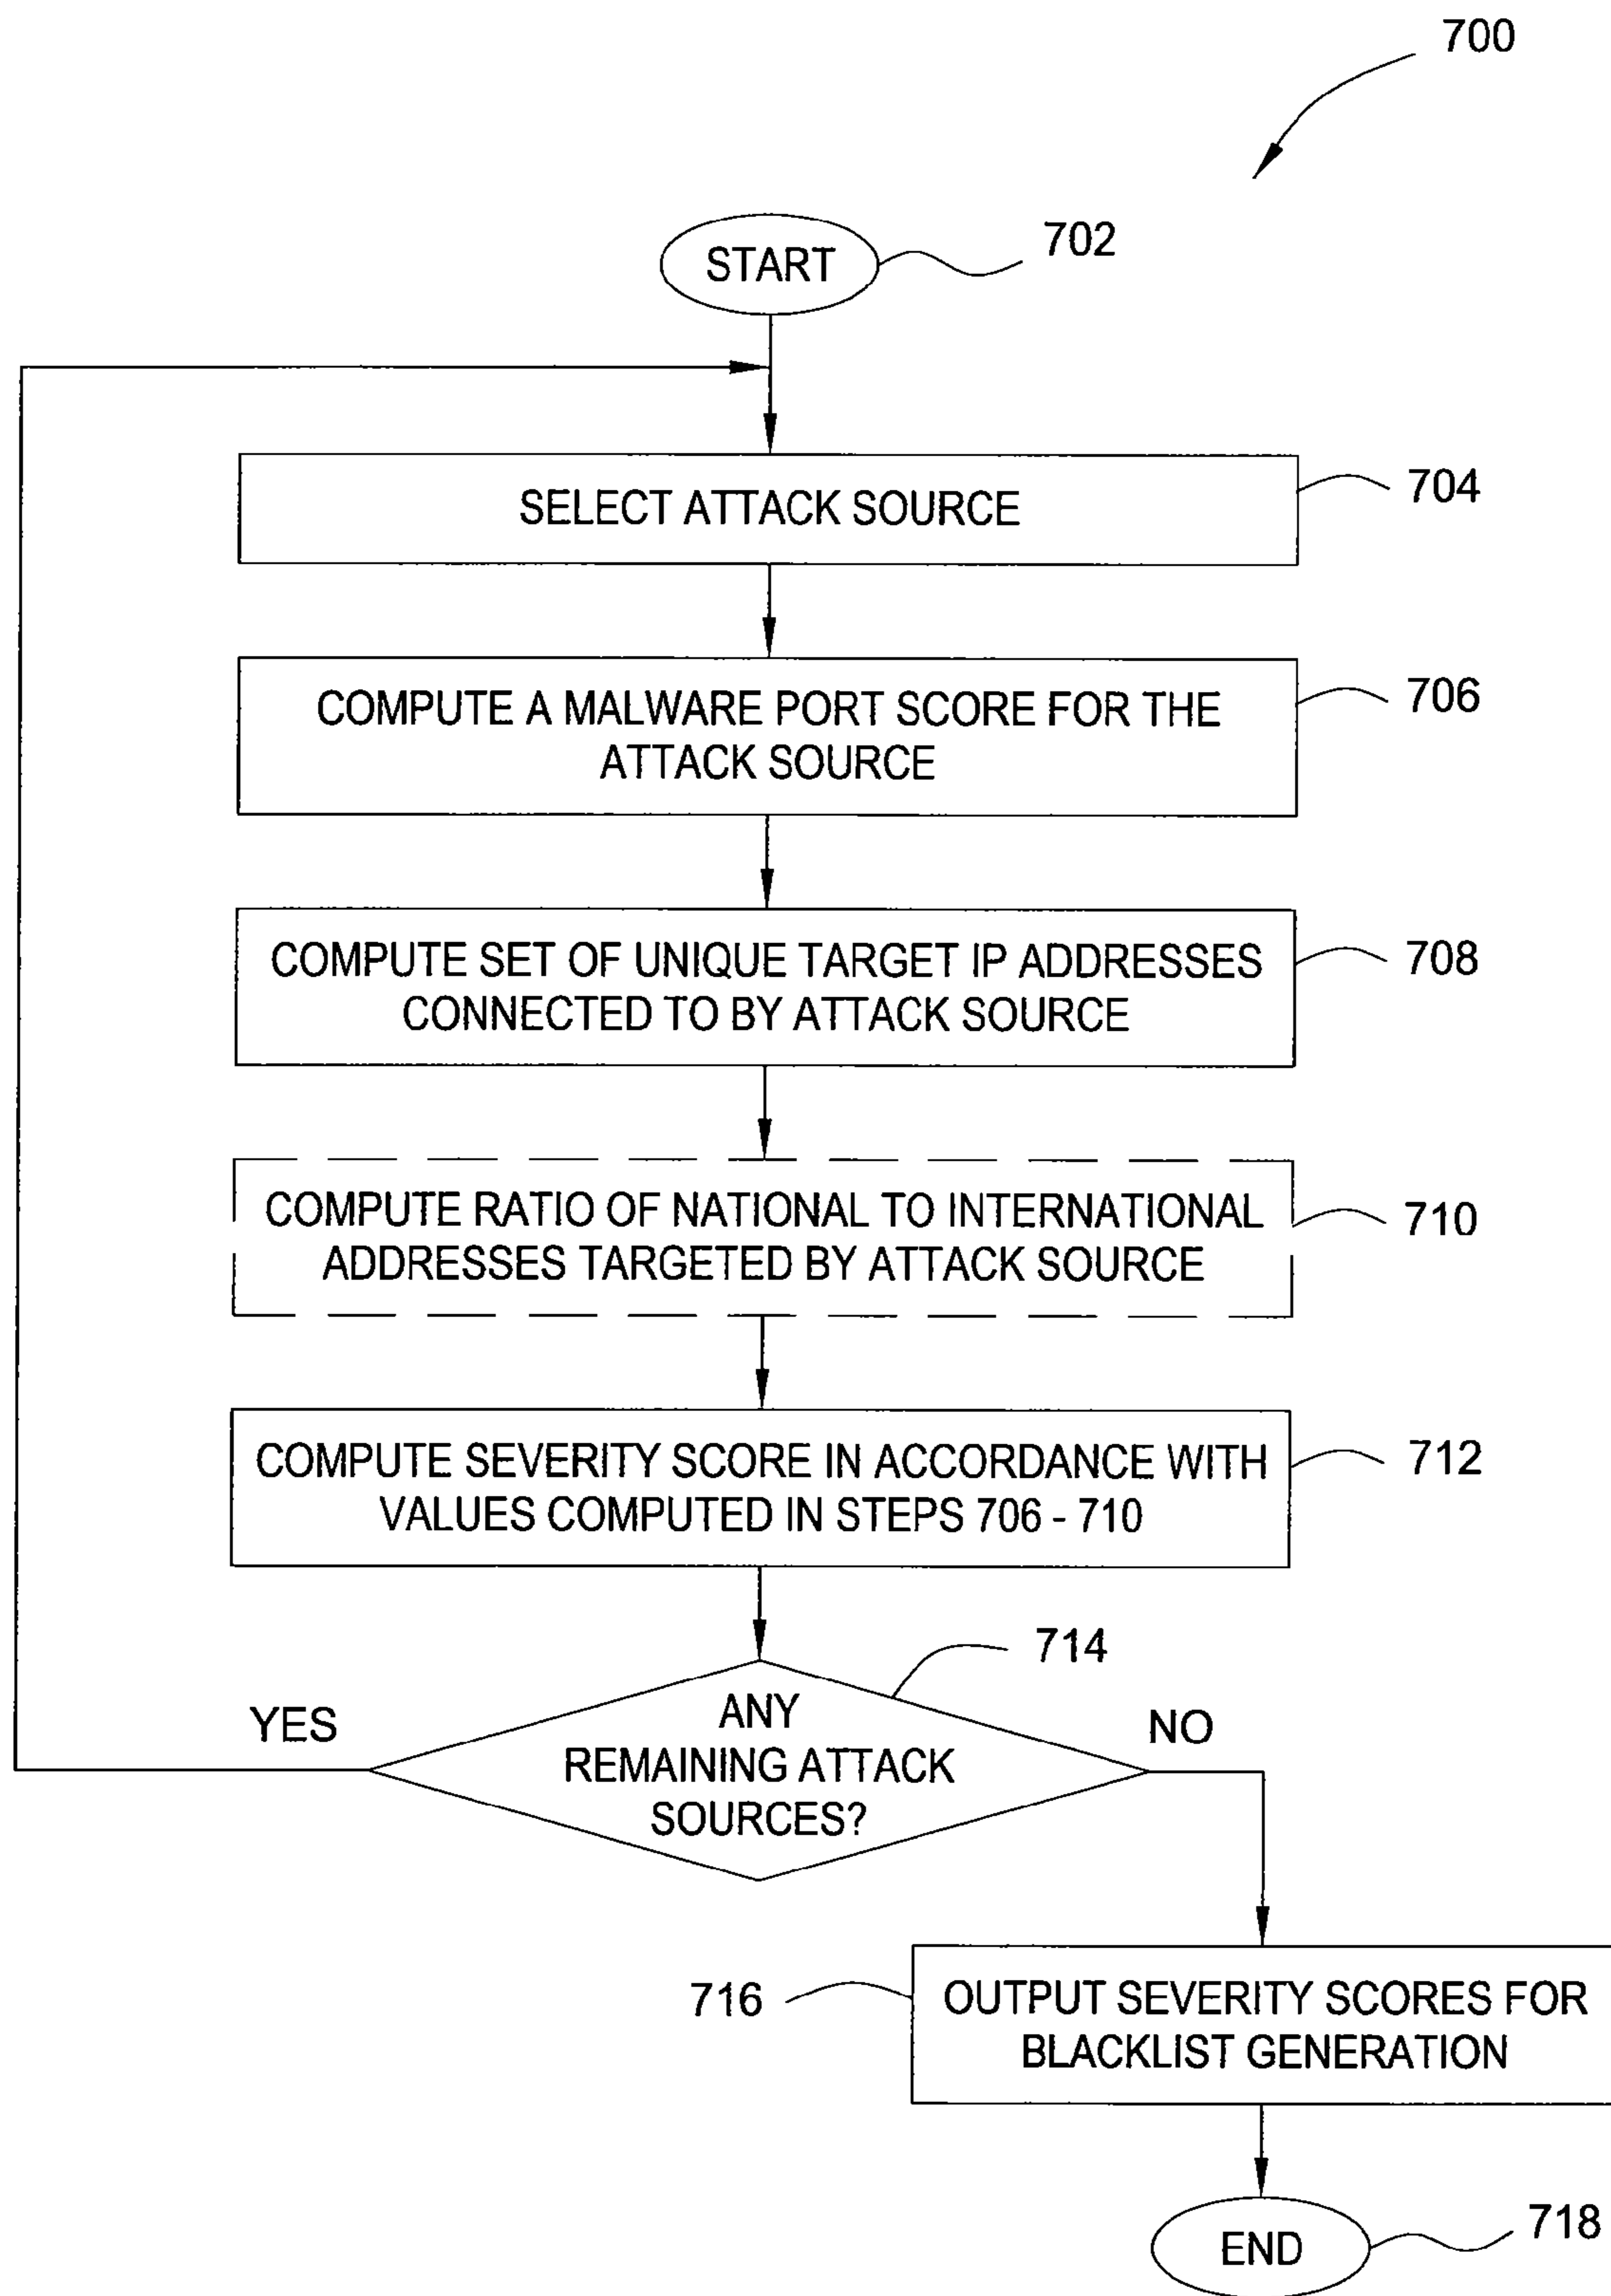 700
START
702
SELECT ATTACK SOURCE
704
COMPUTE A MALWARE PORT SCORE FOR THE
ATTACK SOURCE
706
COMPUTE SET OF UNIQUE TARGET IP ADDRESSES
CONNECTED TO BY ATTACK SOURCE
708
COMPUTE RATIO OF NATIONAL TO INTERNATIONAL
ADDRESSES TARGETED BY ATTACK SOURCE
710
COMPUTE SEVERITY SCORE IN ACCORDANCE WITH
VALUES COMPUTED IN STEPS 706 - 710
712
714
YES
ANY
REMAINING ATTACK
SOURCES?
NO
716
OUTPUT SEVERITY SCORES FOR
BLACKLIST GENERATION
END
718